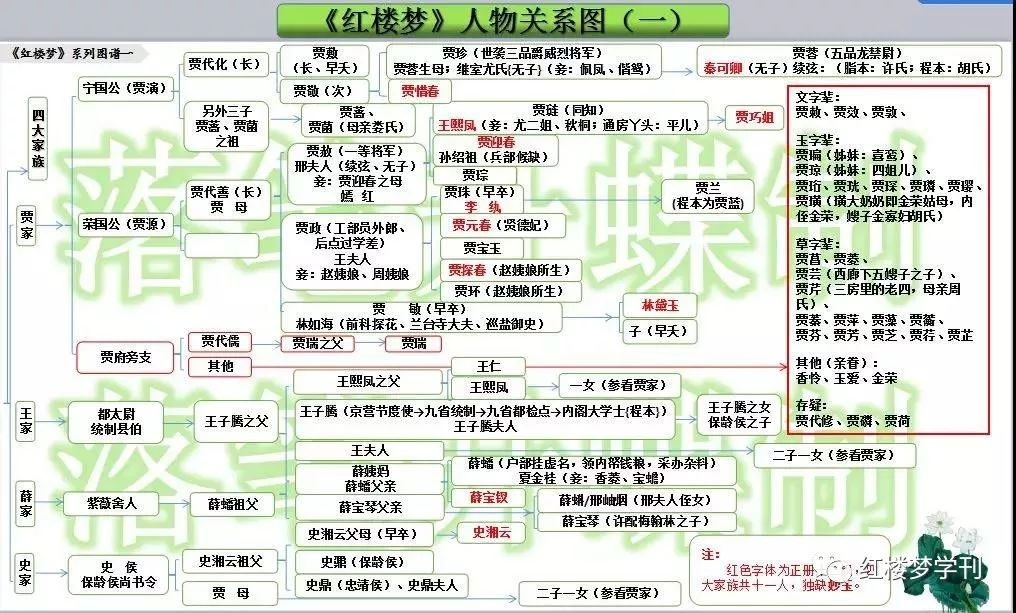 《红楼梦》人物关系图（一）
《红楼梦》系列图谱一
四大家族
贾家
宁国公（贾演）
贾代化（长）
贾敷
（长、早夭）
贾敬（次）
贾珍（世袭三品爵威烈将军）
贾蓉生母；继室尤氏{无子}（妾：佩凤、偕鸳）
贾惜春
贾蓉（五品龙禁尉）
秦可卿（无子）续弦：（脂本：许氏；程本：胡氏）
另外三子
贾蔷、贾菌
之祖
贾蔷、
贾菌（母亲娄氏）
荣国公（贾源）
贾代善（长）
贾 母
贾赦（一等将军）
邢夫人（续弦、无子）
妾：贾迎春之母
嫣 红
贾琏（同知）
王熙凤（妾：尤二姐、秋桐；通房丫头：平儿）
贾巧姐
贾迎春
孙绍祖（兵部候缺）
贾琮
贾政（工部员外郎、
后点过学差）
王夫人
妾：赵姨娘、周姨娘
贾珠（早卒）
李 纨
贾兰
（程本为贾蓝）
贾元春（贤德妃）
贾宝玉
贾探春（赵姨娘所生）
贾环（赵姨娘所生）
贾 敏（早卒）
林如海（前科探花、兰台寺大夫、巡盐御史）
林黛玉
子（早夭）
贾府旁支
贾代儒
贾瑞之父
贾瑞
其他
文字辈：
贾敕、贾效、贾敦、
玉字辈：
贾㻞（姊妹：喜鸾）、
贾琼（姊妹：四姐儿）、
贾珩、贾珖、贾琛、贾璘、贾璎、
贾璜（璜大奶奶即金荣姑母，内
侄金荣，嫂子金寡妇胡氏）
草字辈：
贾菖、贾菱、
贾芸（西廊下五嫂子之子）、
贾芹（三房里的老四，母亲周
氏）、
贾蓁、贾萍、贾藻、贾蘅、
贾芬、贾芳、贾芝、贾荇、贾芷
其他（亲眷）：
香怜、玉爱、金荣
存疑：
贾代修、贾璘、贾荷
王家
都太尉
统制县伯
王子腾之父
王熙凤之父
王仁
王熙凤
一女（参看贾家）
王子腾（京营节度使→九省统制→九省都检点→内阁大学士{程本}）
王子腾夫人
王子腾之女
保龄侯之子
王夫人
二子一女（参看贾家）
薛家
紫薇舍人
薛蟠祖父
薛姨妈
薛蟠父亲
薛蟠（户部挂虚名，领内帑钱粮，采办杂料）
夏金桂（妾：香菱、宝蟾）
薛宝钗
薛宝琴父亲
薛蝌/邢岫烟（邢夫人侄女）
薛宝琴（许配梅翰林之子）
史家
史 侯
保龄侯尚书令
史湘云祖父
史湘云父母（早卒）
史湘云
史鼐（保龄侯）
史鼎（忠靖侯）、史鼎夫人
贾 母
二子一女（参看贾家）
注：
红色字体为正册
大家族共十一人，独缺妙玉。
红楼梦学刊